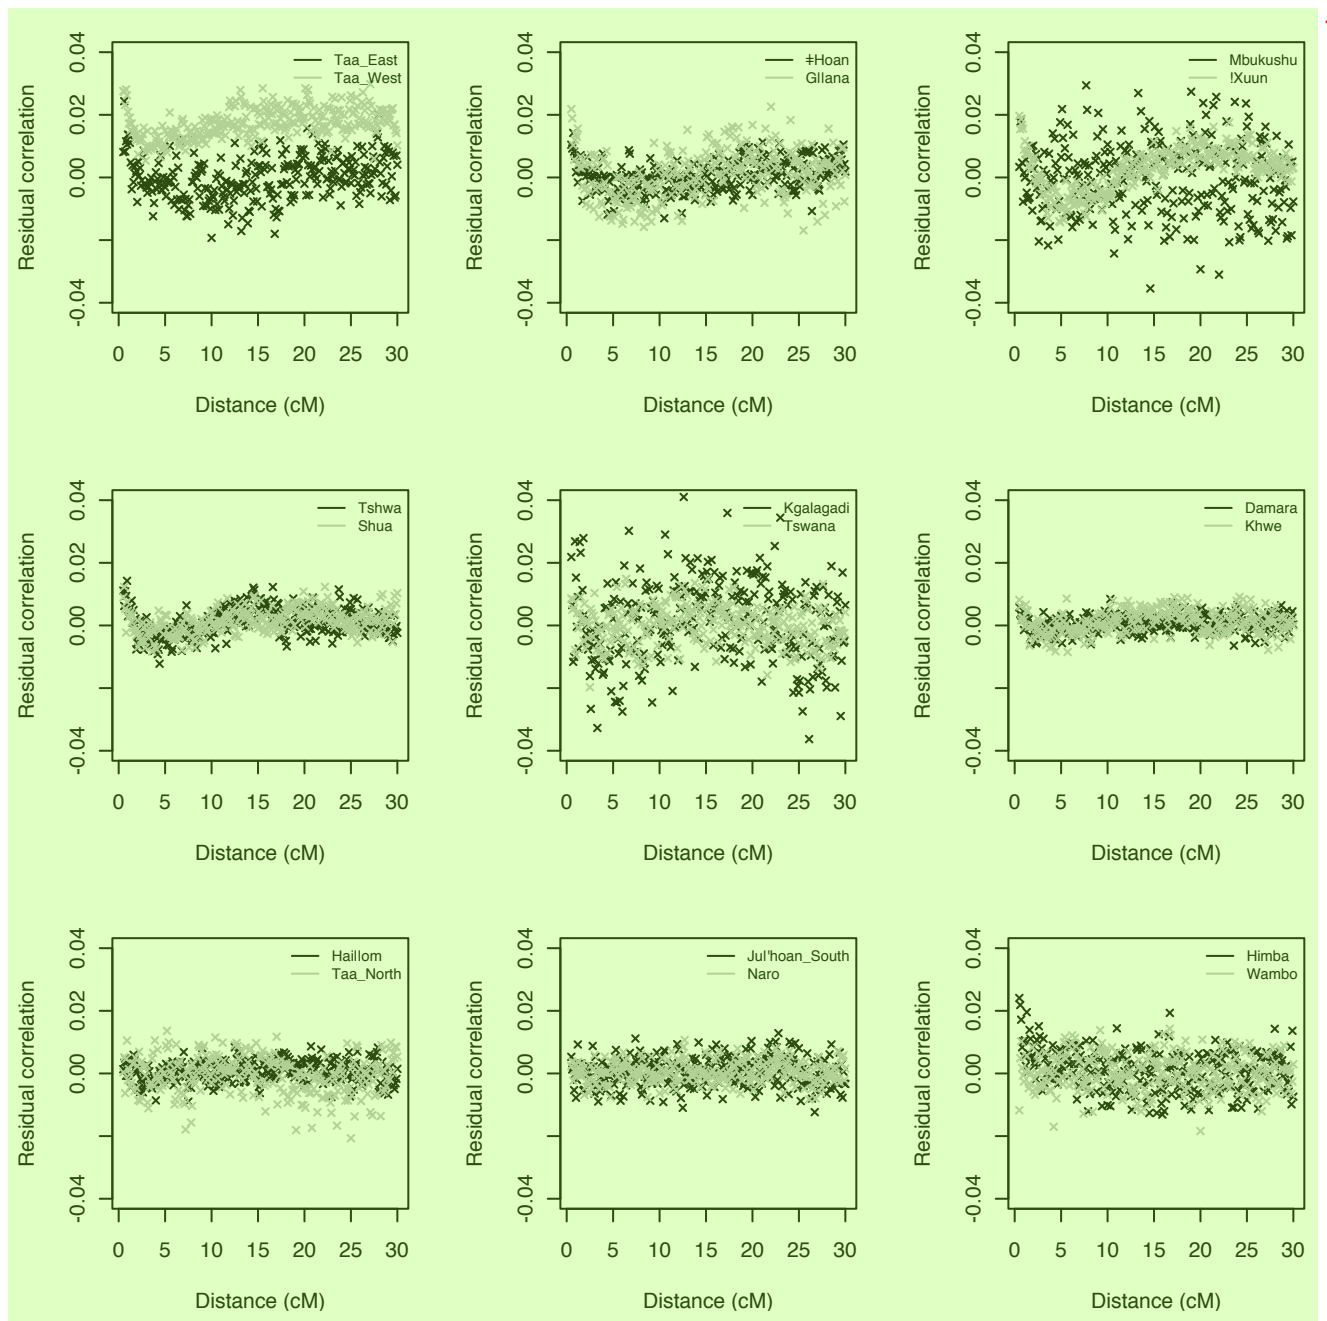 Taa_East
Taa_West
Residual correlation
-0.04 0.00 0.02 0.04
0 5 10 15 20 25 30
Distance (cM)
ǂHoan
GIIana
Residual correlation
-0.04 0.00 0.02 0.04
0 5 10 15 20 25 30
Distance (cM)
Mbukushu
!Xuun
Residual correlation
-0.04 0.00 0.02 0.04
0 5 10 15 20 25 30
Distance (cM)
Tshwa
Shua
Residual correlation
-0.04 0.00 0.02 0.04
0 5 10 15 20 25 30
Distance (cM)
Kgalagadi
Tswana
Residual correlation
-0.04 0.00 0.02 0.04
0 5 10 15 20 25 30
Distance (cM)
Damara
Khwe
Residual correlation
-0.04 0.00 0.02 0.04
0 5 10 15 20 25 30
Distance (cM)
HaiIIom
Taa_North
Residual correlation
-0.04 0.00 0.02 0.04
0 5 10 15 20 25 30
Distance (cM)
JuI'hoan_South
Naro
Residual correlation
-0.04 0.00 0.02 0.04
0 5 10 15 20 25 30
Distance (cM)
Himba
Wambo
Residual correlation
-0.04 0.00 0.02 0.04
0 5 10 15 20 25 30
Distance (cM)